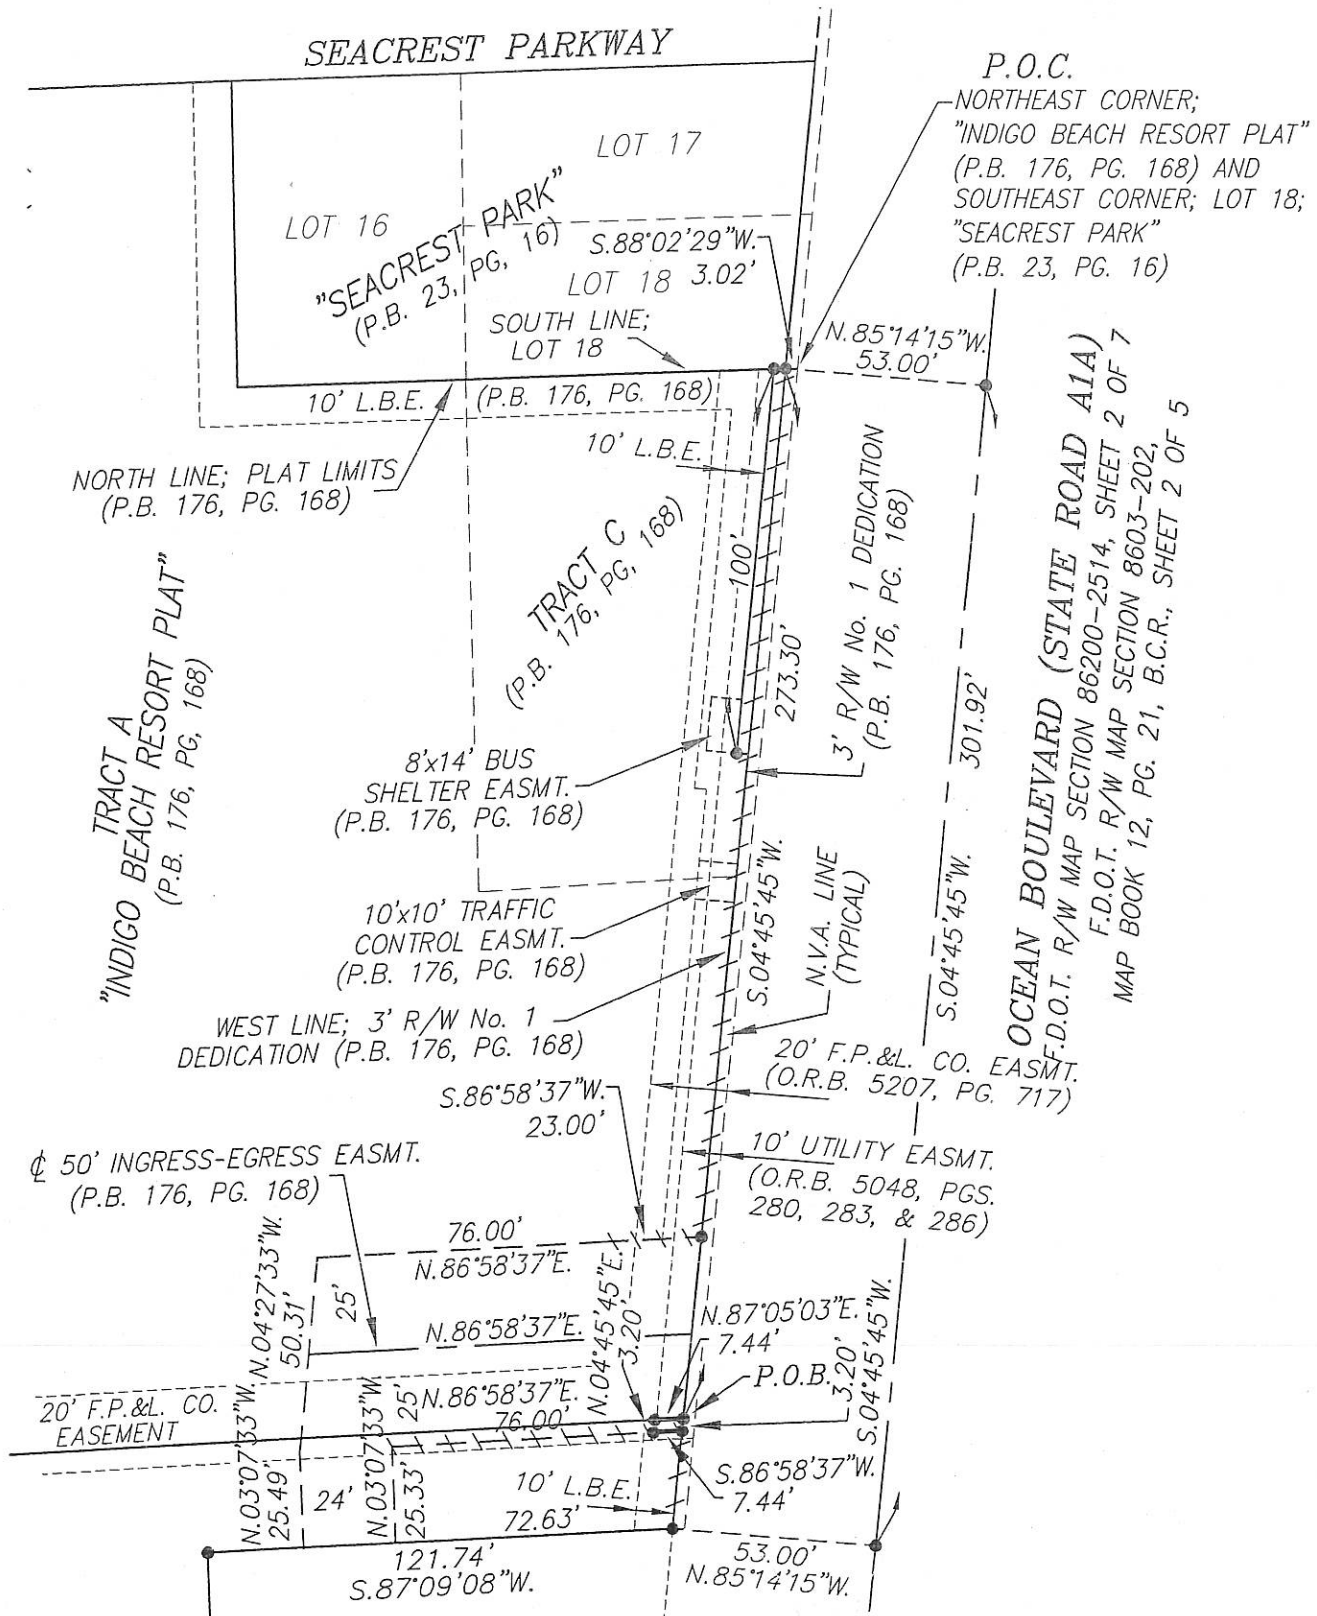 SEACREST PARKWAY
P.O.C.
NORTHEAST CORNER;
"INDIGO BEACH RESORT PLAT"
(P.B. 176, PG. 168) AND
SOUTHEAST CORNER; LOT 18;
"SEACREST PARK"
(P.B. 23, PG. 16)
LOT 17
LOT 16
"SEACREST PARK"
(P.B. 23, PG, 16)
S.88°02'29"W.
3.02'
LOT 18
SOUTH LINE;
LOT 18
N.85°14'15"W.
53.00'
10' L.B.E.
(P.B. 176, PG. 168)
10' L.B.E.
NORTH LINE; PLAT LIMITS
(P.B. 176, PG. 168)
TRACT C
(P.B. 176, PG, 168)
100'
273.30'
3' R/W No. 1 DEDICATION
(P.B. 176, PG. 168)
301.92'
S.04°45'45"W.
OCEAN BOULEVARD (STATE ROAD A1A)
F.D.O.T. R/W MAP SECTION 86200-2514, SHEET 2 OF 7
F.D.O.T. R/W MAP SECTION 8603-202,
MAP BOOK 12, PG. 21, B.C.R., SHEET 2 OF 5
TRACT A
"INDIGO BEACH RESORT PLAT"
(P.B. 176, PG, 168)
8'x14' BUS
SHELTER EASMT.
(P.B. 176, PG. 168)
10'x10' TRAFFIC
CONTROL EASMT.
(P.B. 176, PG. 168)
S.04°45'45"W.
N.V.A. LINE
(TYPICAL)
WEST LINE; 3' R/W No. 1
DEDICATION (P.B. 176, PG. 168)
20' F.P.&L. CO. EASMT.
(O.R.B. 5207, PG. 717)
S.86°58'37"W.
23.00'
10' UTILITY EASMT.
(O.R.B. 5048, PGS.
280, 283, & 286)
℄ 50' INGRESS-EGRESS EASMT.
(P.B. 176, PG. 168)
76.00'
N.86°58'37"E.
N.04°27'33"W.
50.31'
25'
N.86°58'37"E.
N.04°45'45"E.
3.20'
N.87°05'03"E.
7.44'
P.O.B.
3.20'
S.04°45'45"W.
20' F.P.&L. CO.
EASEMENT
25'
N.86°58'37"E.
76.00'
N.03°07'33"W.
25.49'
24'
N.03°07'33"W.
25.33'
S.86°58'37"W.
7.44'
10' L.B.E.
72.63'
121.74'
S.87°09'08"W.
53.00'
N.85°14'15"W.